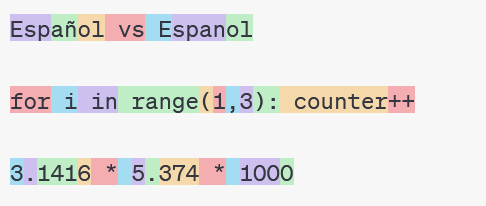 Español vs Espanol
for i in range(1,3): counter++
3.1416 * 5.374 * 1000